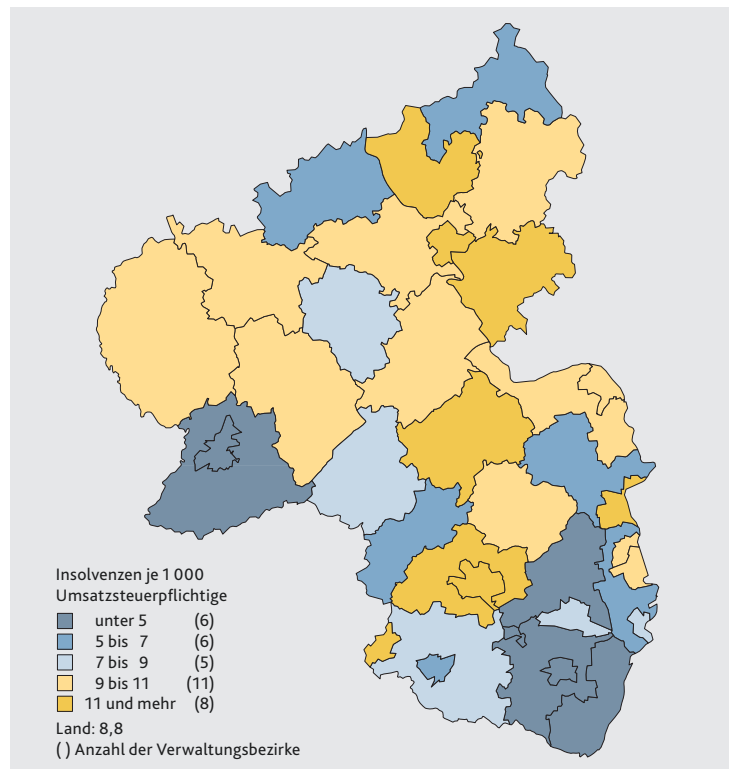 Insolvenzen je 1 000
Umsatzsteuerpflichtige
unter 5 (6)
5 bis 7 (6)
7 bis 9 (5)
9 bis 11 (11)
11 und mehr (8)
Land: 8,8
( ) Anzahl der Verwaltungsbezirke